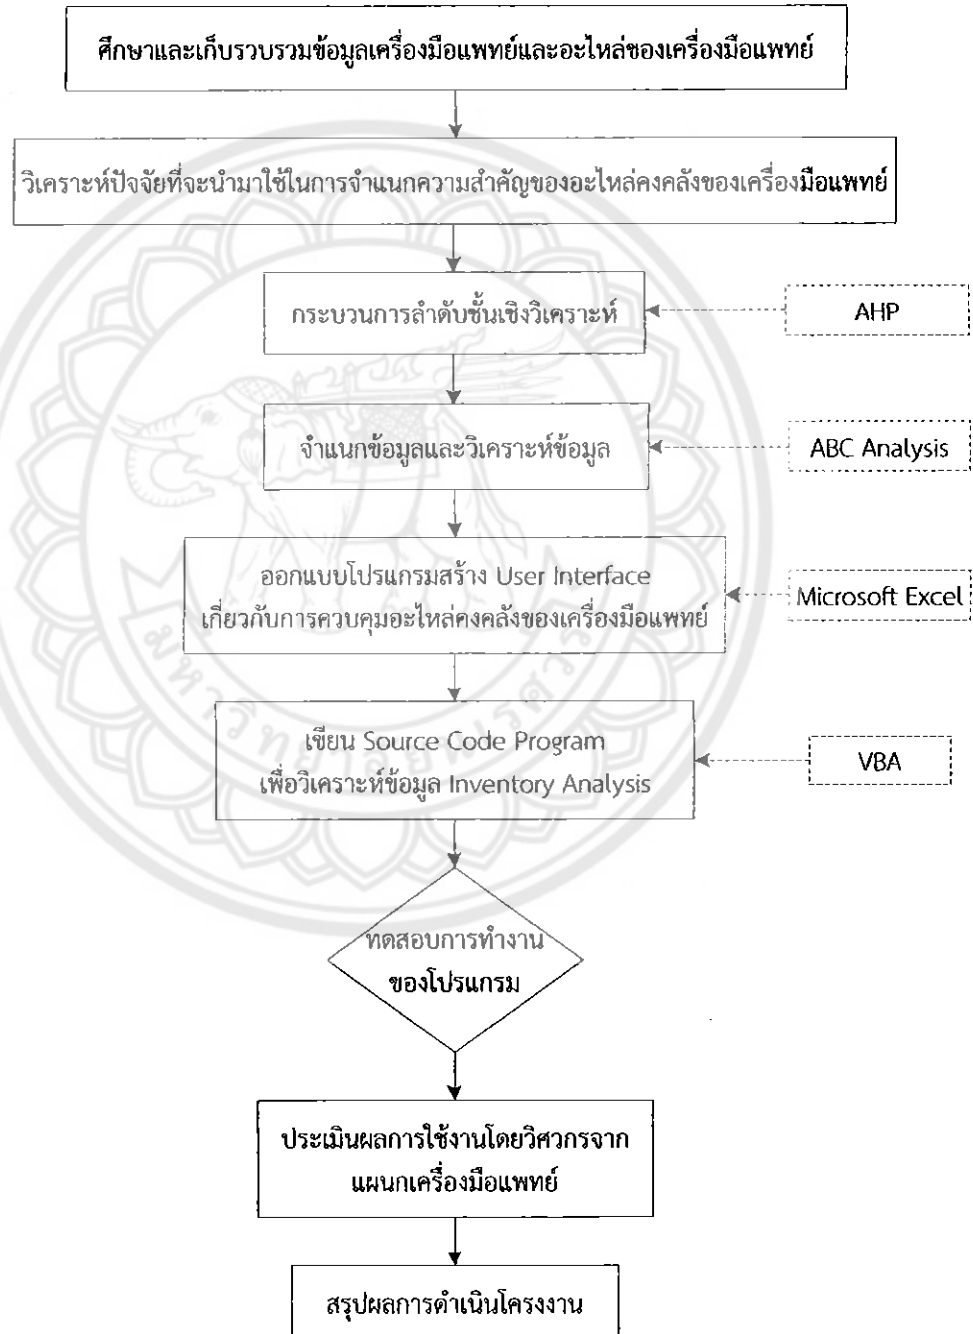 ศึกษาและเก็บรวบรวมข้อมูลเครื่องมือแพทย์และอะไหล่ของเครื่องมือแพทย์
วิเคราะห์ปัจจัยที่จะนำมาใช้ในการจำแนกความสำคัญของอะไหล่คงคลังของเครื่องมือแพทย์
กระบวนการลำดับชั้นเชิงวิเคราะห์
AHP
จำแนกข้อมูลและวิเคราะห์ข้อมูล
ABC Analysis
ออกแบบโปรแกรมสร้าง User Interface
เกี่ยวกับการควบคุมอะไหล่คงคลังของเครื่องมือแพทย์
Microsoft Excel
เขียน Source Code Program
เพื่อวิเคราะห์ข้อมูล Inventory Analysis
VBA
มหาวิทยาลัยนเรศวร
ทดสอบการทำงาน
ของโปรแกรม
ประเมินผลการใช้งานโดยวิศวกรจาก
แผนกเครื่องมือแพทย์
สรุปผลการดำเนินโครงงาน